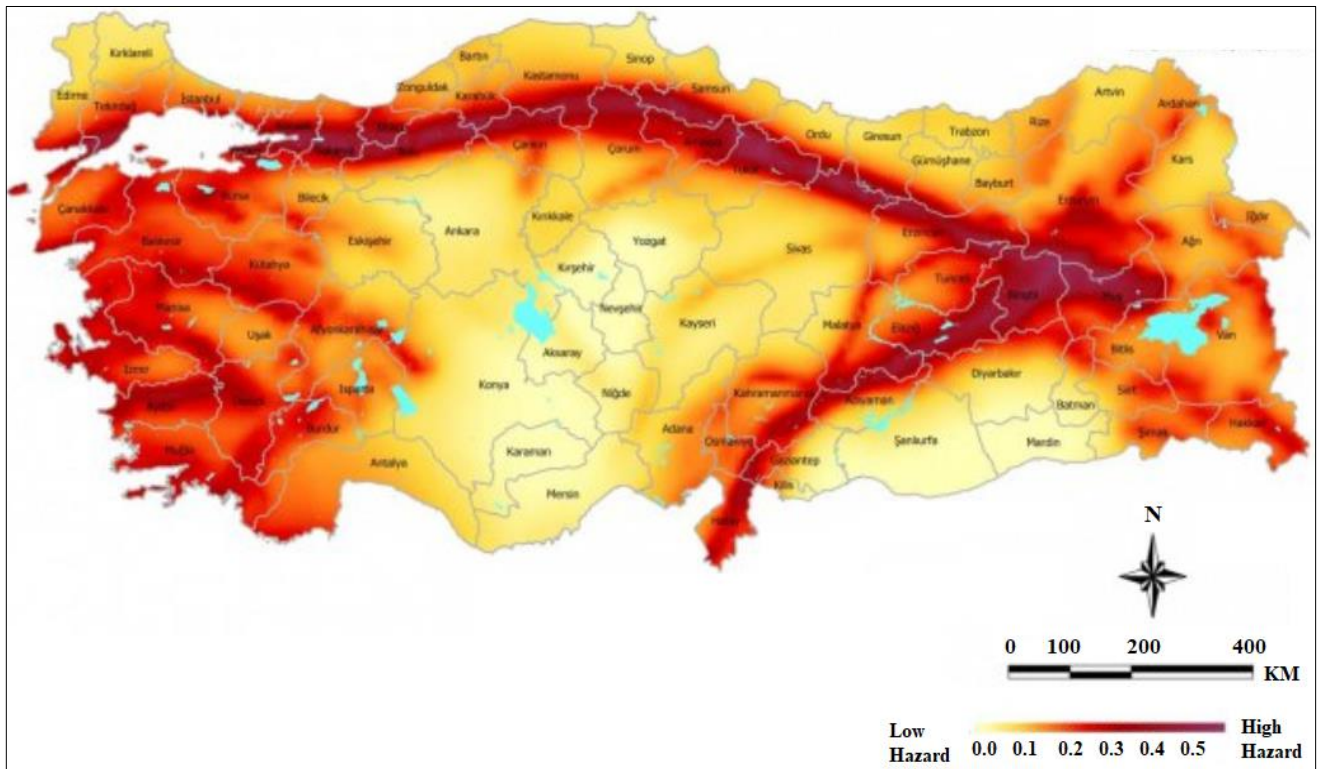 Kırklareli
Edirne
Tekirdağ
İstanbul
Bartın
Zonguldak
Karabük
Kastamonu
Sinop
Samsun
Çankırı
Çorum
Tokat
Ordu
Giresun
Trabzon
Gümüşhane
Bayburt
Rize
Artvin
Ardahan
Kars
Iğdır
Erzurum
Ağrı
Erzincan
Çanakkale
Bursa
Bilecik
Balıkesir
Kütahya
Eskişehir
Ankara
Kırıkkale
Yozgat
Sivas
Kırşehir
Nevşehir
Kayseri
Tunceli
Bingöl
Muş
Van
Bitlis
Manisa
Uşak
Afyonkarahisar
İzmir
Aksaray
Malatya
Elazığ
Diyarbakır
Siirt
Batman
Konya
Niğde
Isparta
Aydın
Burdur
Kahramanmaraş
Adıyaman
Şırnak
Hakkari
Muğla
Antalya
Karaman
Mersin
Adana
Osmaniye
Gaziantep
Kilis
Şanlıurfa
Mardin
Hatay
N
0 100 200 400
KM
Low
Hazard
0.0 0.1 0.2 0.3 0.4 0.5
High
Hazard